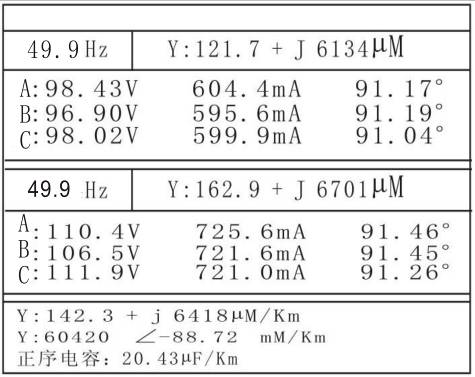 49.9Hz Y:121.7 + J 6134μM
A:98.43V 604.4mA 91.17°
B:96.90V 595.6mA 91.19°
C:98.02V 599.9mA 91.04°
49.9 Hz Y:162.9 + J 6701μM
A:110.4V 725.6mA 91.46°
B:106.5V 721.6mA 91.45°
C:111.9V 721.0mA 91.26°
Y:142.3 + j 6418μM/Km
Y:60420 ∠-88.72 mM/Km
正序电容: 20.43μF/Km